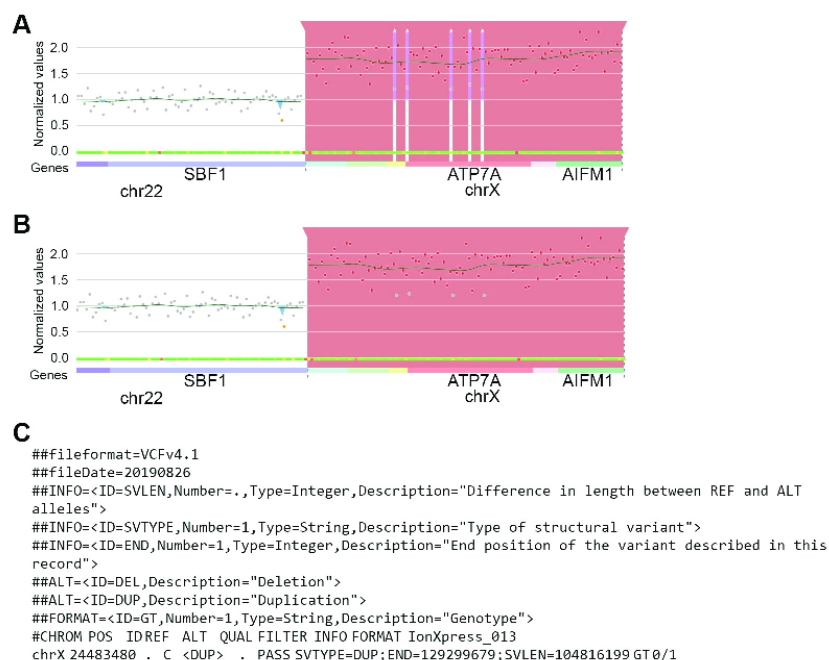 A
Normalized values
2.0
1.5
1.0
0.5
0.0
Genes
SBF1
ATP7A
AIFM1
chr22
chrX
B
Normalized values
2.0
1.5
1.0
0.5
0.0
Genes
SBF1
ATP7A
AIFM1
chr22
chrX
C
##fileformat=VCFv4.1
##fileDate=20190826
##INFO=<ID=SVLEN,Number=.,Type=Integer,Description="Difference in length between REF and ALT
alleles">
##INFO=<ID=SVTYPE,Number=1,Type=String,Description="Type of structural variant">
##INFO=<ID=END,Number=1,Type=Integer,Description="End position of the variant described in this
record">
##ALT=<ID=DEL,Description="Deletion">
##ALT=<ID=DUP,Description="Duplication">
##FORMAT=<ID=GT,Number=1,Type=String,Description="Genotype">
#CHROM POS ID REF ALT QUAL FILTER INFO FORMAT IonXpress_013
chrX 24483480 . C <DUP> . PASS SVTYPE=DUP;END=129299679;SVLEN=104816199 GT 0/1